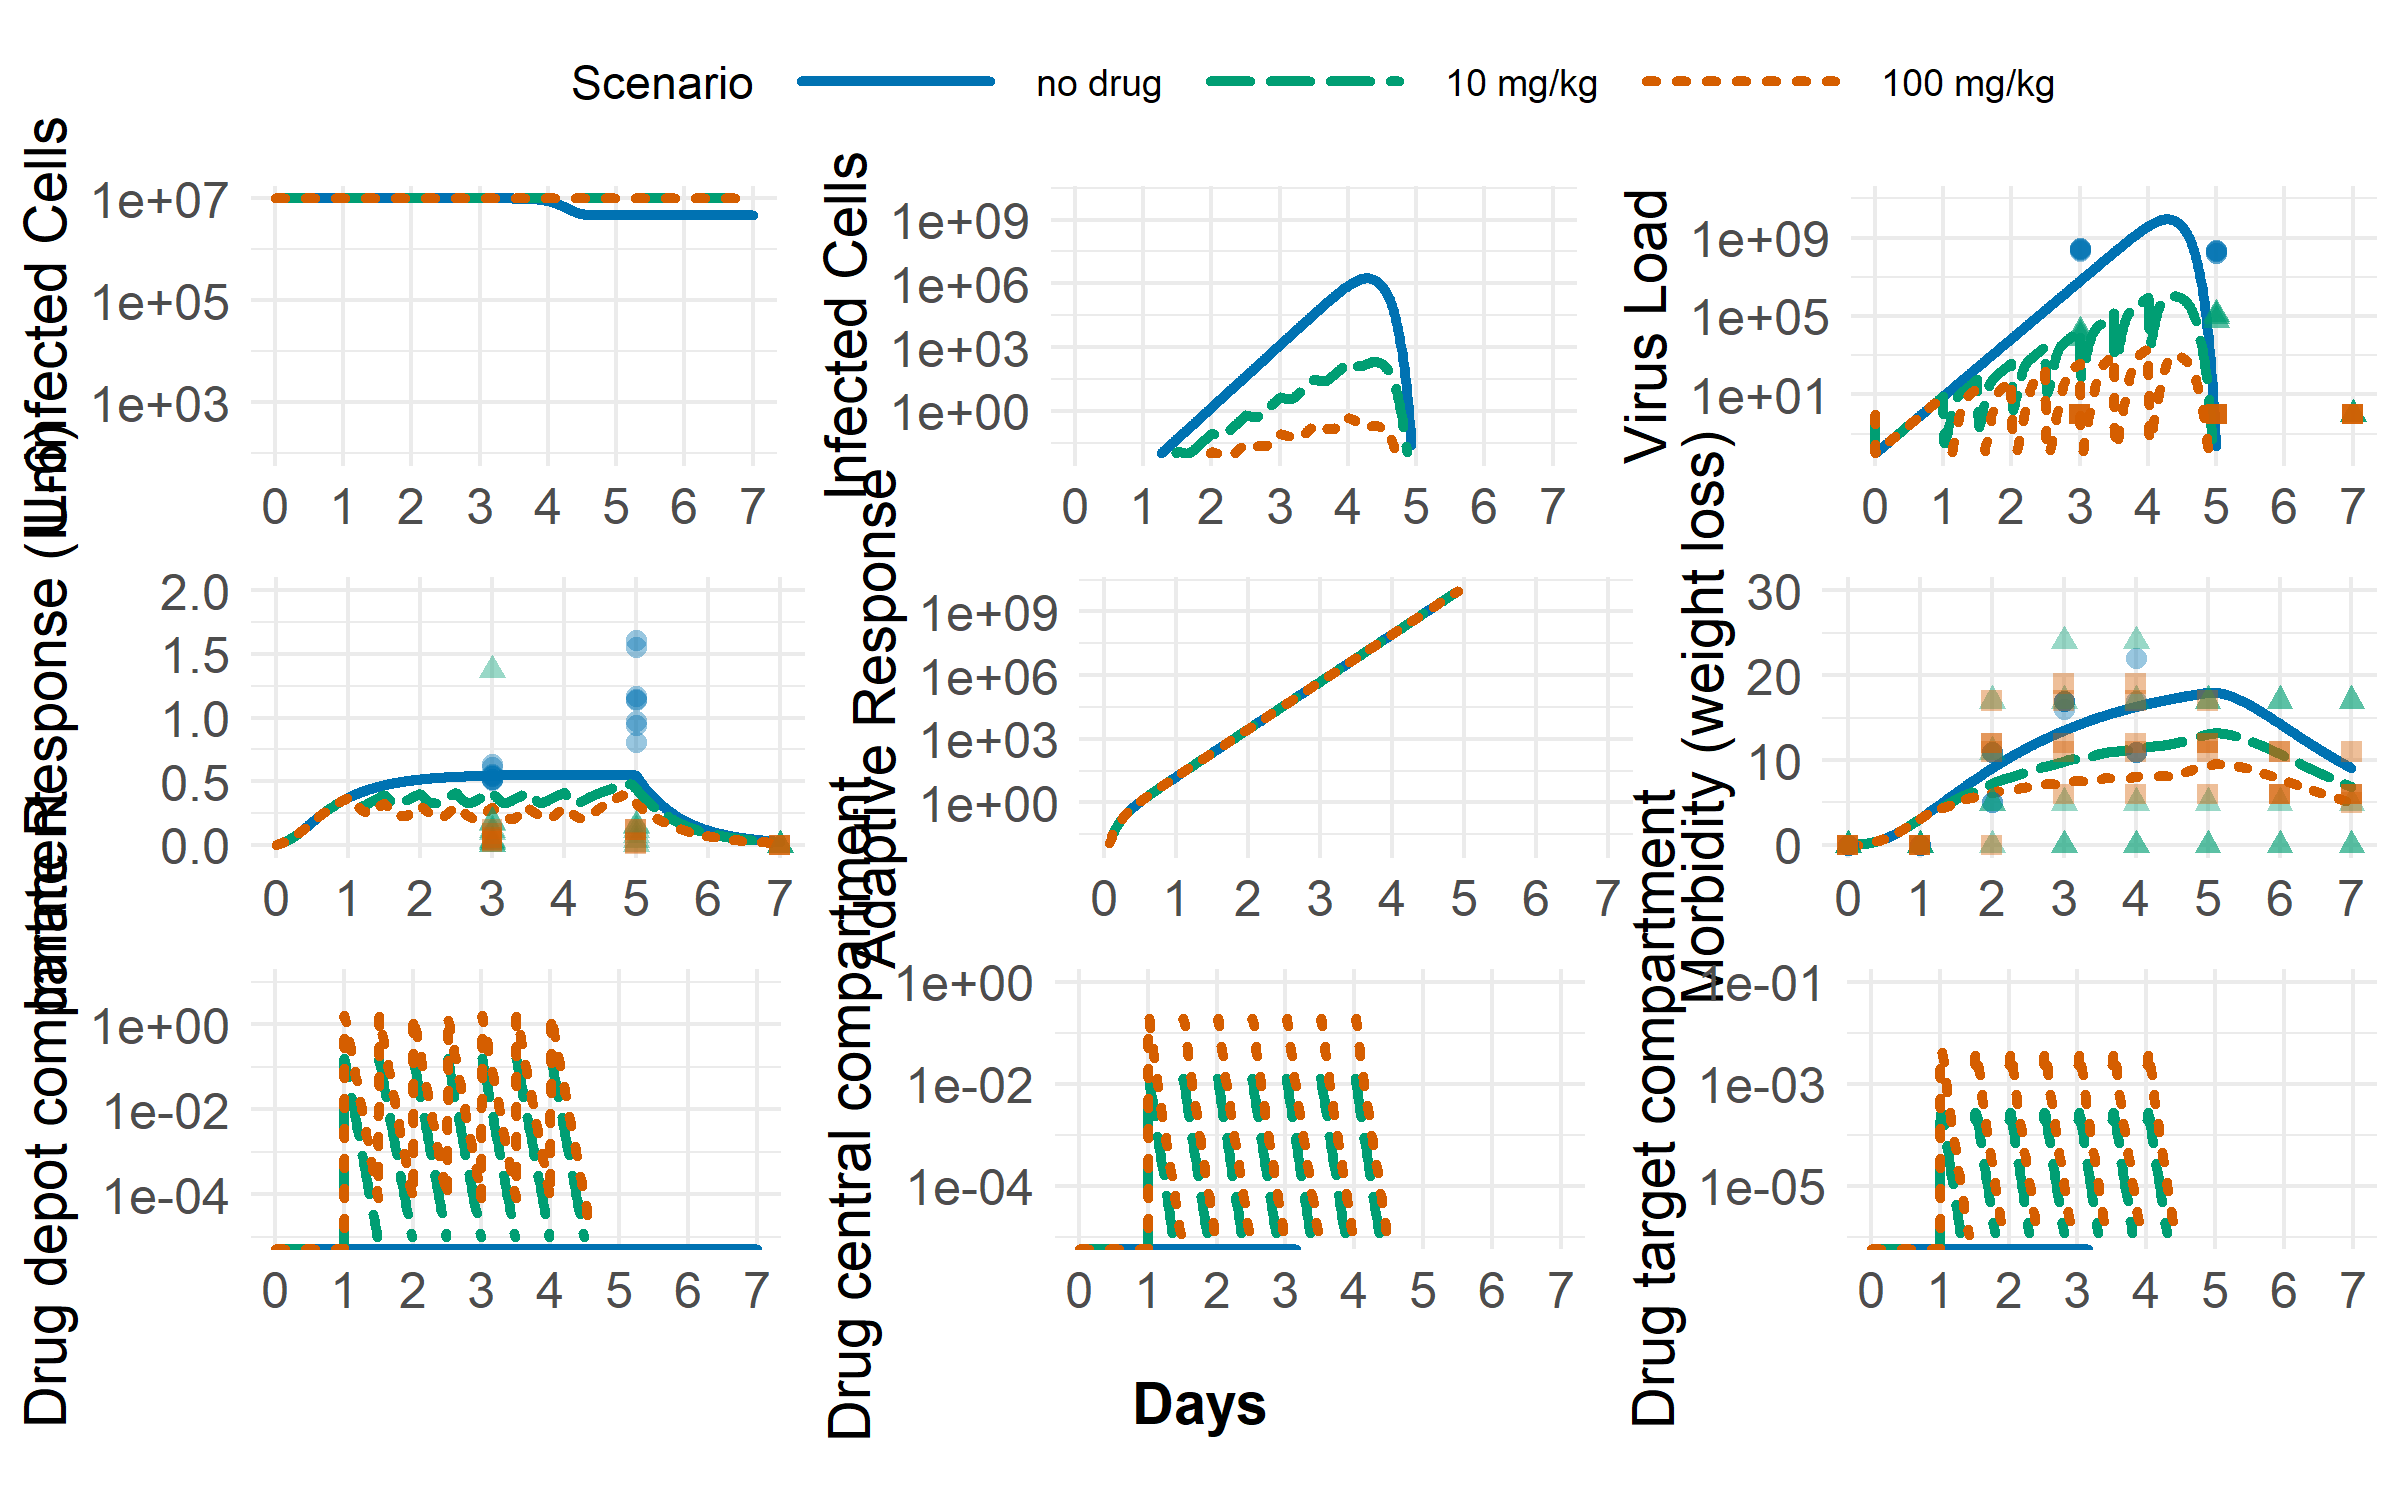 Scenario no drug 10 mg/kg 100 mg/kg
Uninfected Cells
1e+07
1e+05
1e+03
0 1 2 3 4 5 6 7
Infected Cells
1e+09
1e+06
1e+03
1e+00
0 1 2 3 4 5 6 7
Virus Load
1e+09
1e+05
1e+01
0 1 2 3 4 5 6 7
Innate Response (IL-6)
2.0
1.5
1.0
0.5
0.0
0 1 2 3 4 5 6 7
Adaptive Response
1e+09
1e+06
1e+03
1e+00
0 1 2 3 4 5 6 7
Morbidity (weight loss)
30
20
10
0
0 1 2 3 4 5 6 7
Drug depot compartment
1e+00
1e-02
1e-04
0 1 2 3 4 5 6 7
Drug central compartment
1e+00
1e-02
1e-04
0 1 2 3 4 5 6 7
Drug target compartment
1e-01
1e-03
1e-05
0 1 2 3 4 5 6 7
Days